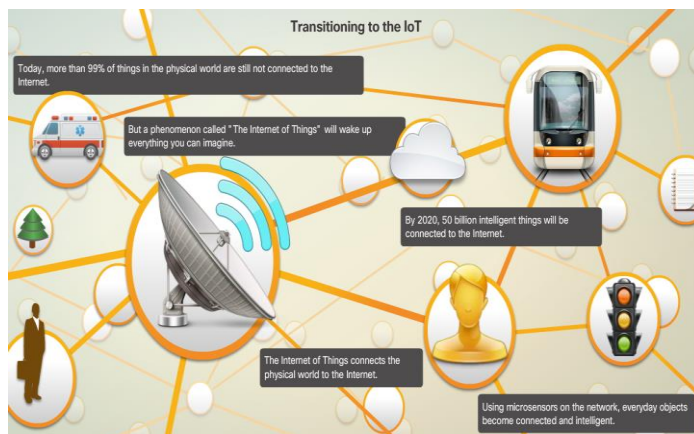 Transitioning to the IoT
Today, more than 99% of things in the physical world are still not connected to the
Internet.
But a phenomenon called "The Internet of Things" will wake up
everything you can imagine.
By 2020, 50 billion intelligent things will be
connected to the Internet.
The Internet of Things connects the
physical world to the Internet.
Using microsensors on the network, everyday objects
become connected and intelligent.